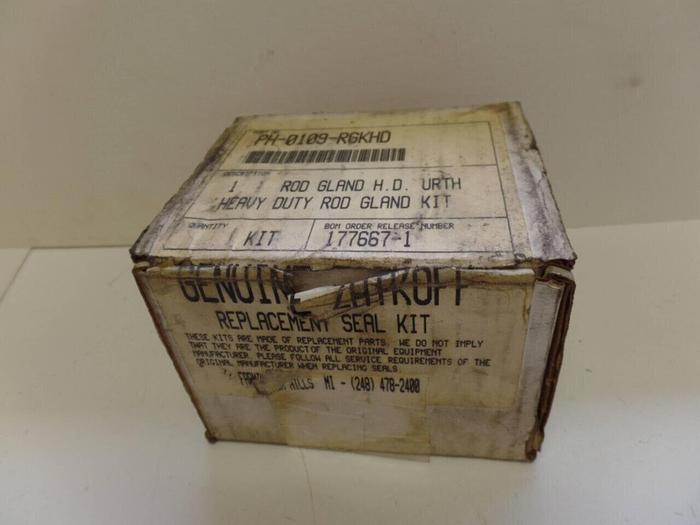 PH-0109-RGKHD
DESCRIPTION
1 ROD GLAND H.D. URTH
HEAVY DUTY ROD GLAND KIT
QUANTITY
KIT
BOM ORDER RELEASE NUMBER
177667-1
GENUINE ZATKOFF
REPLACEMENT SEAL KIT
THESE KITS ARE MADE OF REPLACEMENT PARTS. WE DO NOT IMPLY
THAT THEY ARE THE PRODUCT OF THE ORIGINAL EQUIPMENT
MANUFACTURER. PLEASE FOLLOW ALL SERVICE REQUIREMENTS OF THE
ORIGINAL MANUFACTURER WHEN REPLACING SEALS.
HILLS MI - (248) 478-2400